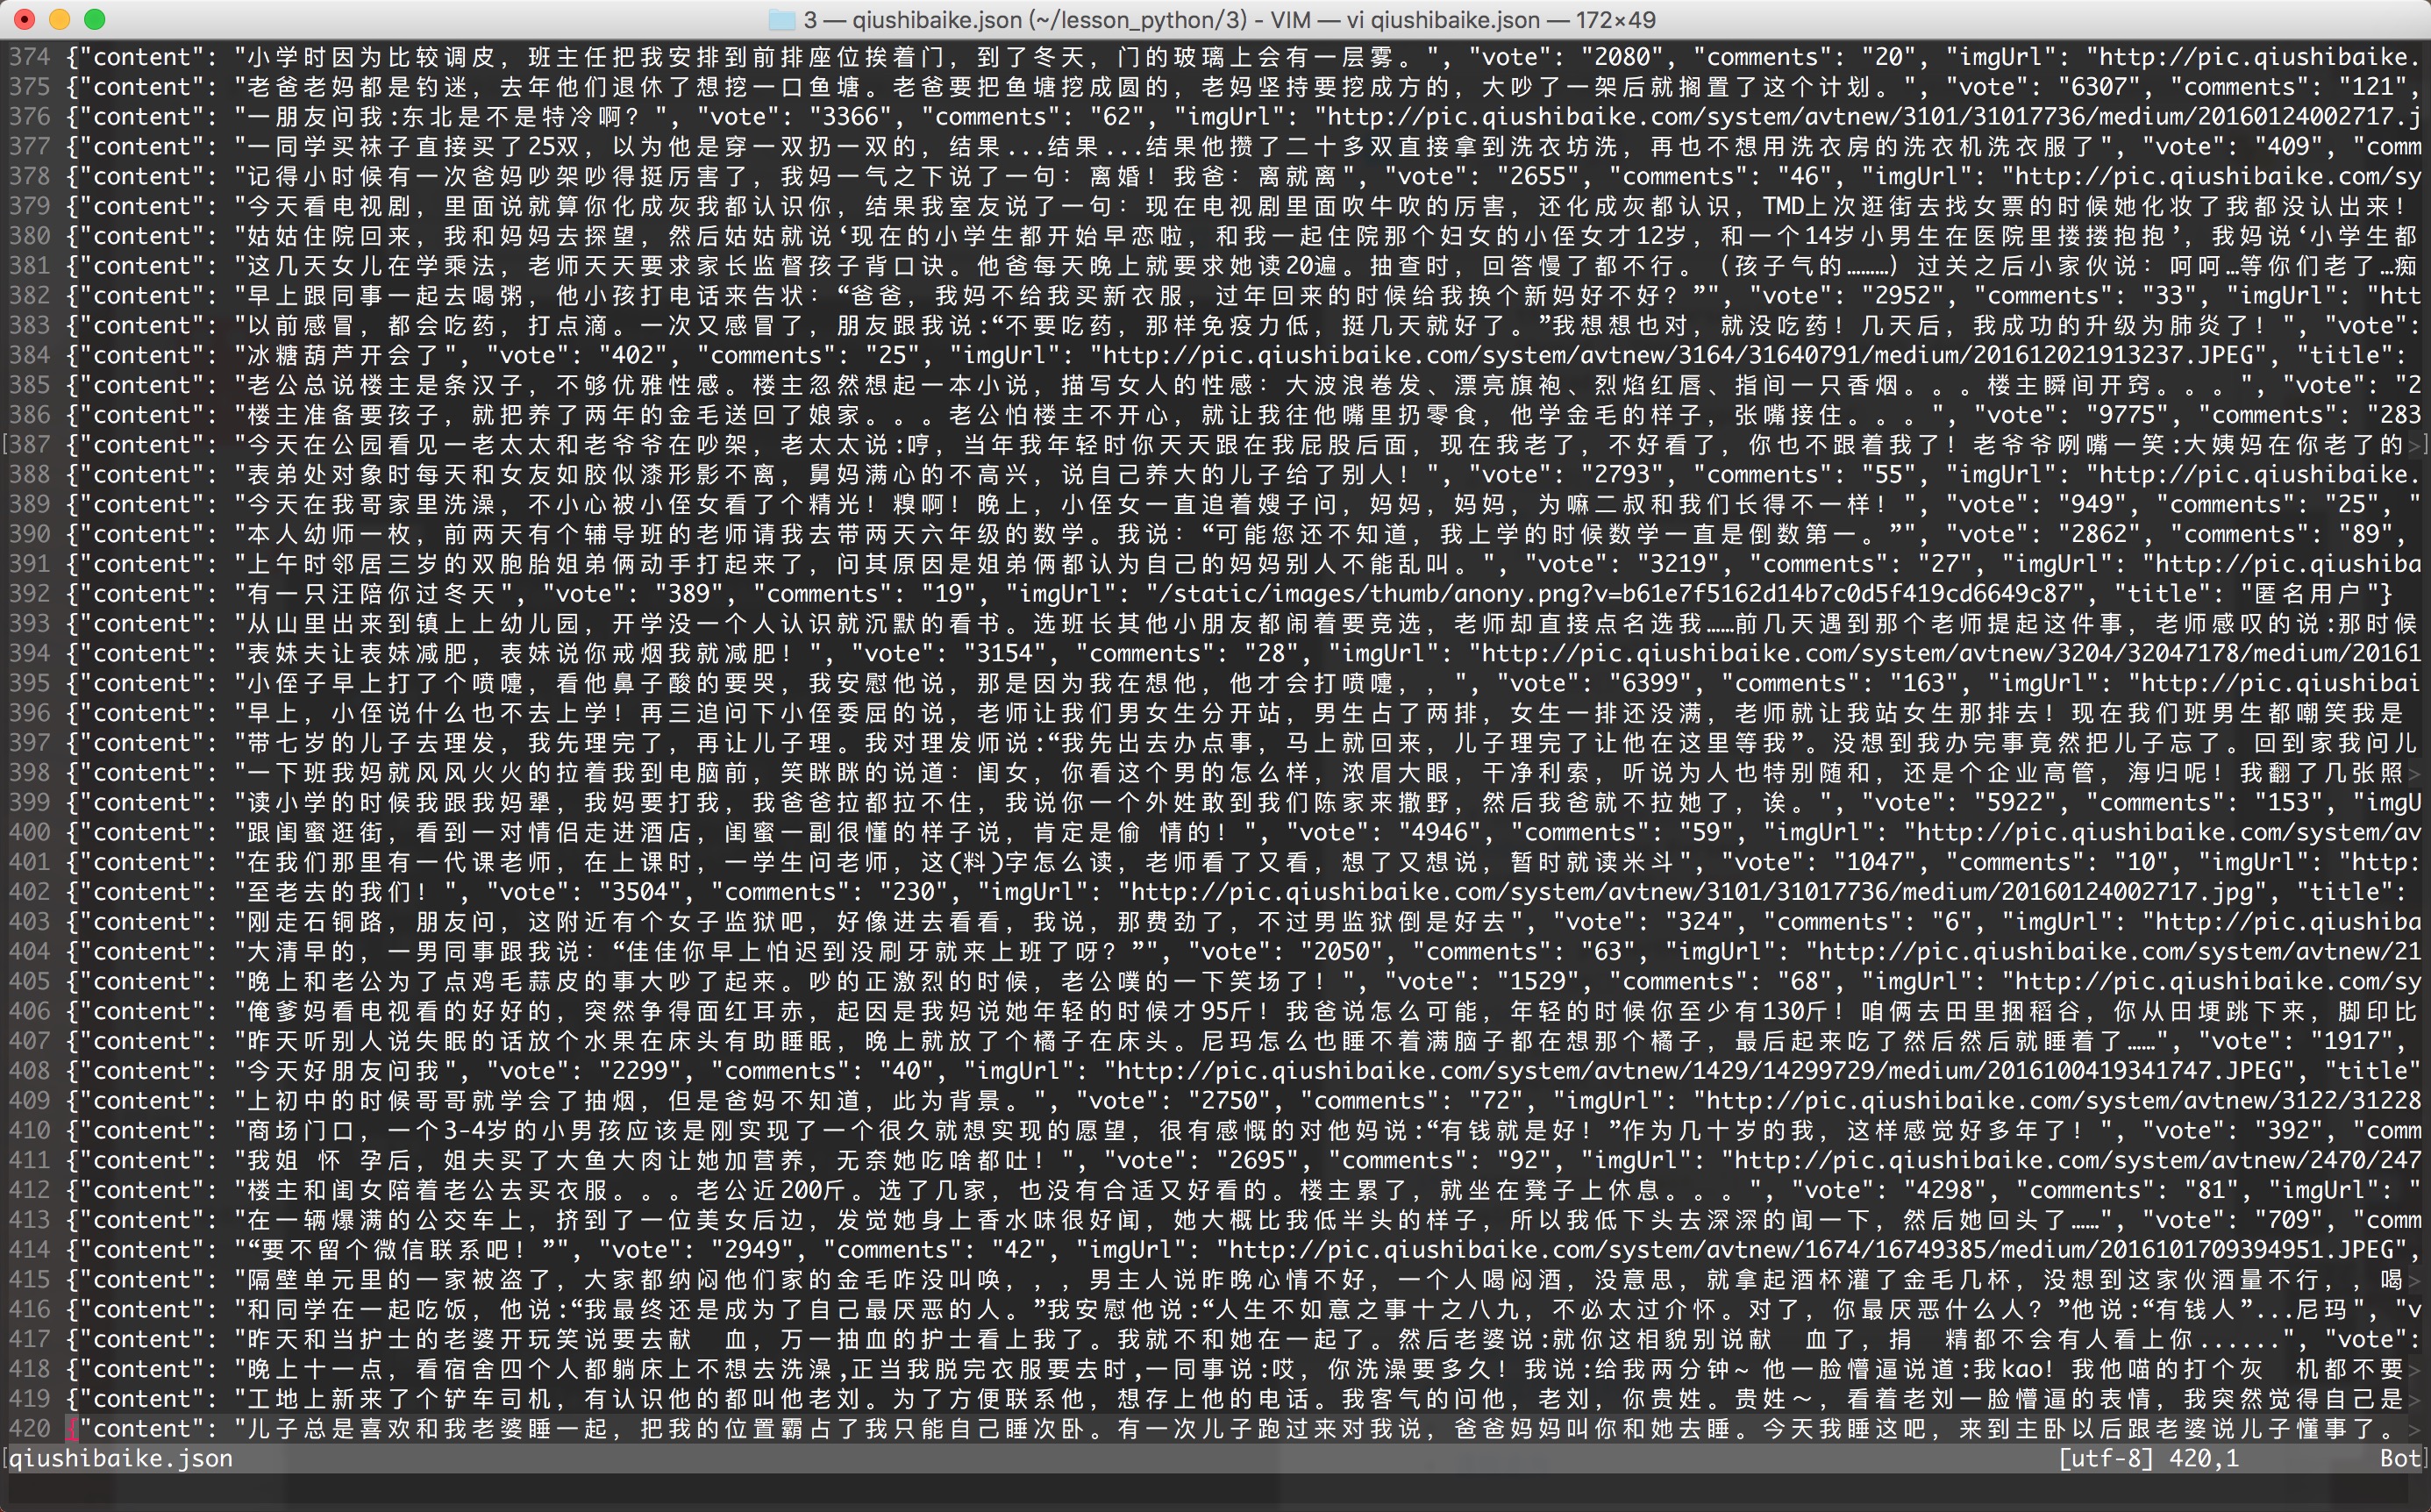 3 — qiushibaike.json (~/lesson_python/3) - VIM — vi qiushibaike.json — 172×49
374 {"content": "小学时因为比较调皮，班主任把我安排到前排座位挨着门，到了冬天，门的玻璃上会有一层雾。", "vote": "2080", "comments": "20", "imgUrl": "http://pic.qiushibaike.
375 {"content": "老爸老妈都是钓迷，去年他们退休了想挖一口鱼塘。老爸要把鱼塘挖成圆的，老妈坚持要挖成方的，大吵了一架后就搁置了这个计划。", "vote": "6307", "comments": "121",
376 {"content": "一朋友问我:东北是不是特冷啊？", "vote": "3366", "comments": "62", "imgUrl": "http://pic.qiushibaike.com/system/avtnew/3101/31017736/medium/20160124002717.j
377 {"content": "一同学买袜子直接买了25双，以为他是穿一双扔一双的，结果...结果...结果他攒了二十多双直接拿到洗衣坊洗，再也不想用洗衣房的洗衣机洗衣服了", "vote": "409", "comm
378 {"content": "记得小时候有一次爸妈吵架吵得挺厉害了，我妈一气之下说了一句：离婚！我爸：离就离", "vote": "2655", "comments": "46", "imgUrl": "http://pic.qiushibaike.com/sy
379 {"content": "今天看电视剧，里面说就算你化成灰我都认识你，结果我室友说了一句：现在电视剧里面吹牛吹的厉害，还化成灰都认识，TMD上次逛街去找女票的时候她化妆了我都没认出来！
380 {"content": "姑姑住院回来，我和妈妈去探望，然后姑姑就说‘现在的小学生都开始早恋啦，和我一起住院那个妇女的小侄女才12岁，和一个14岁小男生在医院里搂搂抱抱’，我妈说‘小学生都
381 {"content": "这几天女儿在学乘法，老师天天要求家长监督孩子背口诀。他爸每天晚上就要求她读20遍。抽查时，回答慢了都不行。（孩子气的………）过关之后小家伙说：呵呵…等你们老了…痴
382 {"content": "早上跟同事一起去喝粥，他小孩打电话来告状：“爸爸，我妈不给我买新衣服，过年回来的时候给我换个新妈好不好？”", "vote": "2952", "comments": "33", "imgUrl": "htt
383 {"content": "以前感冒，都会吃药，打点滴。一次又感冒了，朋友跟我说:“不要吃药，那样免疫力低，挺几天就好了。”我想想也对，就没吃药！几天后，我成功的升级为肺炎了！", "vote":
384 {"content": "冰糖葫芦开会了", "vote": "402", "comments": "25", "imgUrl": "http://pic.qiushibaike.com/system/avtnew/3164/31640791/medium/201612021913237.JPEG", "title":
385 {"content": "老公总说楼主是条汉子，不够优雅性感。楼主忽然想起一本小说，描写女人的性感：大波浪卷发、漂亮旗袍、烈焰红唇、指间一只香烟。。。楼主瞬间开窍。。。", "vote": "2
386 {"content": "楼主准备要孩子，就把养了两年的金毛送回了娘家。。。老公怕楼主不开心，就让我往他嘴里扔零食，他学金毛的样子，张嘴接住。。。", "vote": "9775", "comments": "283
387 {"content": "今天在公园看见一老太太和老爷爷在吵架，老太太说:哼，当年我年轻时你天天跟在我屁股后面，现在我老了，不好看了，你也不跟着我了！老爷爷咧嘴一笑:大姨妈在你老了的>
388 {"content": "表弟处对象时每天和女友如胶似漆形影不离，舅妈满心的不高兴，说自己养大的儿子给了别人！", "vote": "2793", "comments": "55", "imgUrl": "http://pic.qiushibaike.
389 {"content": "今天在我哥家里洗澡，不小心被小侄女看了个精光！糗啊！晚上，小侄女一直追着嫂子问，妈妈，妈妈，为嘛二叔和我们长得不一样！", "vote": "949", "comments": "25", "
390 {"content": "本人幼师一枚，前两天有个辅导班的老师请我去带两天六年级的数学。我说：“可能您还不知道，我上学的时候数学一直是倒数第一。”", "vote": "2862", "comments": "89",
391 {"content": "上午时邻居三岁的双胞胎姐弟俩动手打起来了，问其原因是姐弟俩都认为自己的妈妈别人不能乱叫。", "vote": "3219", "comments": "27", "imgUrl": "http://pic.qiushiba
392 {"content": "有一只汪陪你过冬天", "vote": "389", "comments": "19", "imgUrl": "/static/images/thumb/anony.png?v=b61e7f5162d14b7c0d5f419cd6649c87", "title": "匿名用户"}
393 {"content": "从山里出来到镇上上幼儿园，开学没一个人认识就沉默的看书。选班长其他小朋友都闹着要竞选，老师却直接点名选我……前几天遇到那个老师提起这件事，老师感叹的说:那时候
394 {"content": "表妹夫让表妹减肥，表妹说你戒烟我就减肥！", "vote": "3154", "comments": "28", "imgUrl": "http://pic.qiushibaike.com/system/avtnew/3204/32047178/medium/20161
395 {"content": "小侄子早上打了个喷嚏，看他鼻子酸的要哭，我安慰他说，那是因为我在想他，他才会打喷嚏，，", "vote": "6399", "comments": "163", "imgUrl": "http://pic.qiushibai
396 {"content": "早上，小侄说什么也不去上学！再三追问下小侄委屈的说，老师让我们男女生分开站，男生占了两排，女生一排还没满，老师就让我站女生那排去！现在我们班男生都嘲笑我是
397 {"content": "带七岁的儿子去理发，我先理完了，再让儿子理。我对理发师说:“我先出去办点事，马上就回来，儿子理完了让他在这里等我”。没想到我办完事竟然把儿子忘了。回到家我问儿
398 {"content": "一下班我妈就风风火火的拉着我到电脑前，笑眯眯的说道：闺女，你看这个男的怎么样，浓眉大眼，干净利索，听说为人也特别随和，还是个企业高管，海归呢！我翻了几张照>
399 {"content": "读小学的时候我跟我妈犟，我妈要打我，我爸爸拉都拉不住，我说你一个外姓敢到我们陈家来撒野，然后我爸就不拉她了，诶。", "vote": "5922", "comments": "153", "imgU
400 {"content": "跟闺蜜逛街，看到一对情侣走进酒店，闺蜜一副很懂的样子说，肯定是偷 情的！", "vote": "4946", "comments": "59", "imgUrl": "http://pic.qiushibaike.com/system/av
401 {"content": "在我们那里有一代课老师，在上课时，一学生问老师，这(料)字怎么读，老师看了又看，想了又想说，暂时就读米斗", "vote": "1047", "comments": "10", "imgUrl": "http:
402 {"content": "至老去的我们！", "vote": "3504", "comments": "230", "imgUrl": "http://pic.qiushibaike.com/system/avtnew/3101/31017736/medium/20160124002717.jpg", "title":
403 {"content": "刚走石铜路，朋友问，这附近有个女子监狱吧，好像进去看看，我说，那费劲了，不过男监狱倒是好去", "vote": "324", "comments": "6", "imgUrl": "http://pic.qiushiba
404 {"content": "大清早的，一男同事跟我说：“佳佳你早上怕迟到没刷牙就来上班了呀？”", "vote": "2050", "comments": "63", "imgUrl": "http://pic.qiushibaike.com/system/avtnew/21
405 {"content": "晚上和老公为了点鸡毛蒜皮的事大吵了起来。吵的正激烈的时候，老公噗的一下笑场了！", "vote": "1529", "comments": "68", "imgUrl": "http://pic.qiushibaike.com/sy
406 {"content": "俺爹妈看电视看的好好的，突然争得面红耳赤，起因是我妈说她年轻的时候才95斤！我爸说怎么可能，年轻的时候你至少有130斤！咱俩去田里捆稻谷，你从田埂跳下来，脚印比
407 {"content": "昨天听别人说失眠的话放个水果在床头有助睡眠，晚上就放了个橘子在床头。尼玛怎么也睡不着满脑子都在想那个橘子，最后起来吃了然后然后就睡着了……", "vote": "1917",
408 {"content": "今天好朋友问我", "vote": "2299", "comments": "40", "imgUrl": "http://pic.qiushibaike.com/system/avtnew/1429/14299729/medium/2016100419341747.JPEG", "title"
409 {"content": "上初中的时候哥哥就学会了抽烟，但是爸妈不知道，此为背景。", "vote": "2750", "comments": "72", "imgUrl": "http://pic.qiushibaike.com/system/avtnew/3122/31228
410 {"content": "商场门口，一个3-4岁的小男孩应该是刚实现了一个很久就想实现的愿望，很有感慨的对他妈说:“有钱就是好！”作为几十岁的我，这样感觉好多年了！", "vote": "392", "comm
411 {"content": "我姐 怀 孕后，姐夫买了大鱼大肉让她加营养，无奈她吃啥都吐！", "vote": "2695", "comments": "92", "imgUrl": "http://pic.qiushibaike.com/system/avtnew/2470/247
412 {"content": "楼主和闺女陪着老公去买衣服。。。老公近200斤。选了几家，也没有合适又好看的。楼主累了，就坐在凳子上休息。。。", "vote": "4298", "comments": "81", "imgUrl": "
413 {"content": "在一辆爆满的公交车上，挤到了一位美女后边，发觉她身上香水味很好闻，她大概比我低半头的样子，所以我低下头去深深的闻一下，然后她回头了……", "vote": "709", "comm
414 {"content": "“要不留个微信联系吧！”", "vote": "2949", "comments": "42", "imgUrl": "http://pic.qiushibaike.com/system/avtnew/1674/16749385/medium/2016101709394951.JPEG",
415 {"content": "隔壁单元里的一家被盗了，大家都纳闷他们家的金毛咋没叫唤，，，男主人说昨晚心情不好，一个人喝闷酒，没意思，就拿起酒杯灌了金毛几杯，没想到这家伙酒量不行，，喝>
416 {"content": "和同学在一起吃饭，他说:“我最终还是成为了自己最厌恶的人。”我安慰他说:“人生不如意之事十之八九，不必太过介怀。对了，你最厌恶什么人？”他说:“有钱人”...尼玛", "v
417 {"content": "昨天和当护士的老婆开玩笑说要去献　血，万一抽血的护士看上我了。我就不和她在一起了。然后老婆说:就你这相貌别说献　血了，捐　精都不会有人看上你......", "vote":
418 {"content": "晚上十一点，看宿舍四个人都躺床上不想去洗澡,正当我脱完衣服要去时,一同事说:哎，你洗澡要多久！我说:给我两分钟~ 他一脸懵逼说道:我kao！我他喵的打个灰　机都不要>
419 {"content": "工地上新来了个铲车司机，有认识他的都叫他老刘。为了方便联系他，想存上他的电话。我客气的问他，老刘，你贵姓。贵姓～，看着老刘一脸懵逼的表情，我突然觉得自己是>
420 {"content": "儿子总是喜欢和我老婆睡一起，把我的位置霸占了我只能自己睡次卧。有一次儿子跑过来对我说，爸爸妈妈叫你和她去睡。今天我睡这吧，来到主卧以后跟老婆说儿子懂事了。>
qiushibaike.json [utf-8] 420,1 Bot